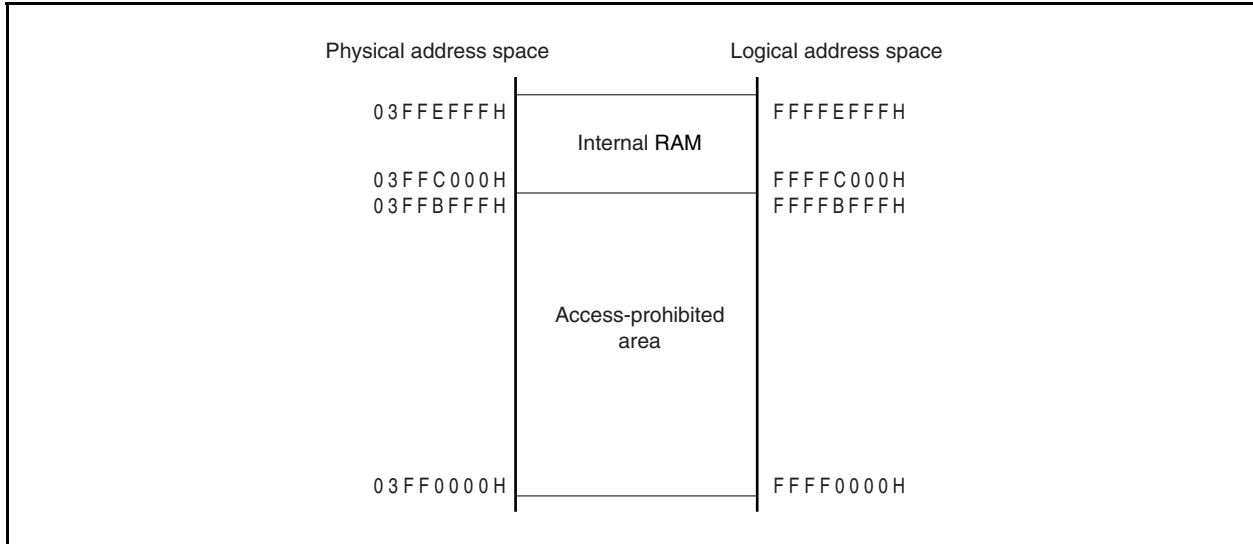 Physical address space
Logical address space
03FFEFFFH
FFFFEFFFH
Internal RAM
03FFC000H
FFFFC000H
03FFBFFFH
FFFFBFFFH
Access-prohibited
area
03FF0000H
FFFF0000H